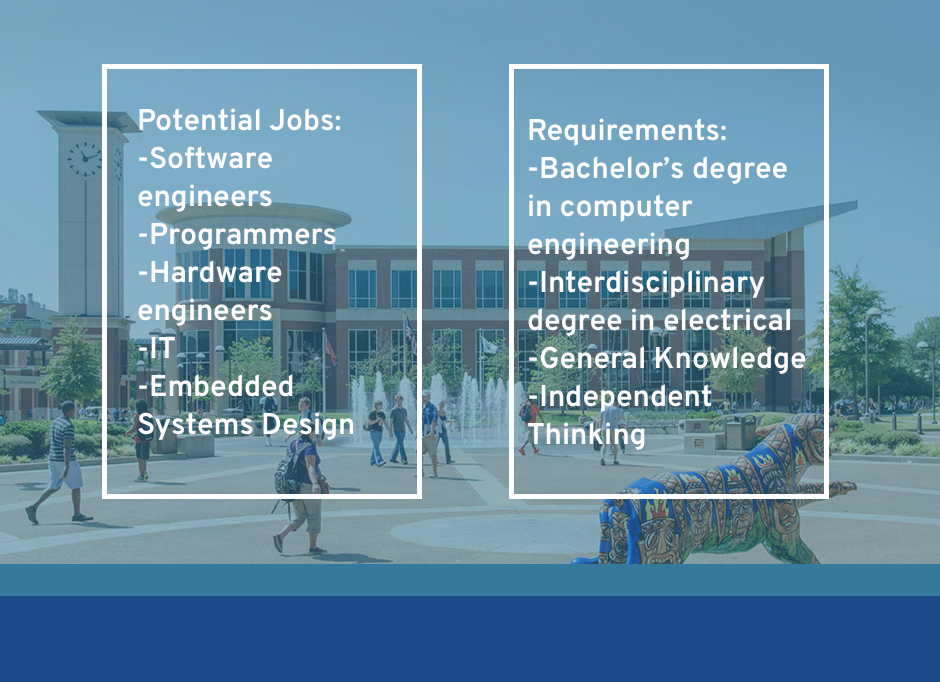 Potential Jobs:
-Software
engineers
-Programmers
-Hardware
engineers
-IT
-Embedded
Systems Design
Requirements:
-Bachelor’s degree
in computer
engineering
-Interdisciplinary
degree in electrical
-General Knowledge
-Independent
Thinking